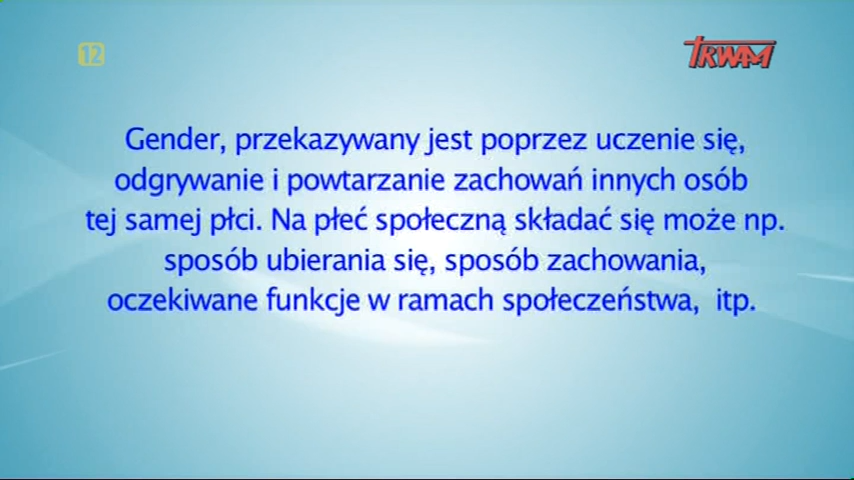 12
TRWAM
Gender, przekazywany jest poprzez uczenie się,
odgrywanie i powtarzanie zachowań innych osób
tej samej płci. Na płeć społeczną składać się może np.
sposób ubierania się, sposób zachowania,
oczekiwane funkcje w ramach społeczeństwa,  itp.